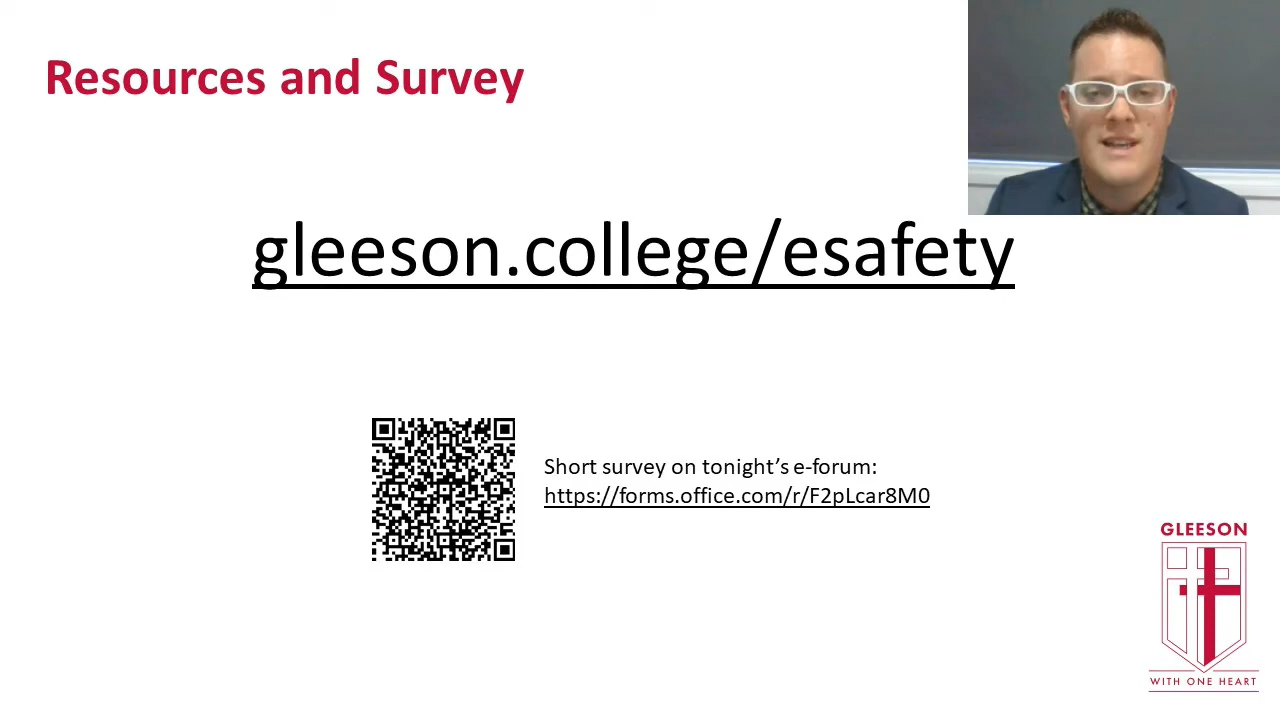 Resources and Survey
gleeson.college/esafety
Short survey on tonight’s e-forum:
https://forms.office.com/r/F2pLcar8M0
GLEESON
WITH ONE HEART